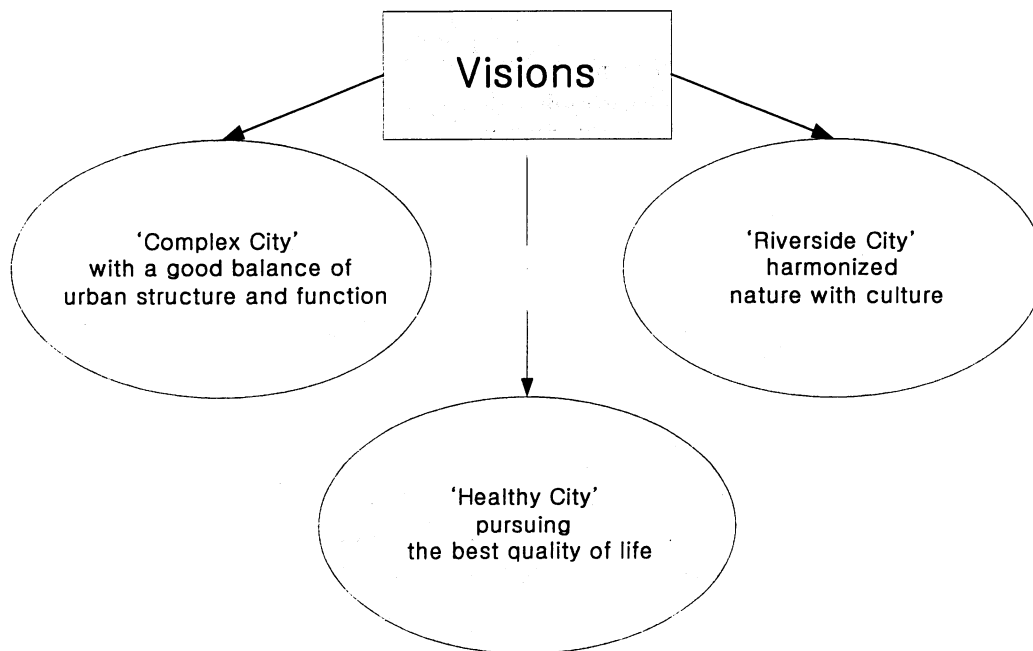 Visions
‘Complex City’
with a good balance of
urban structure and function
‘Riverside City’
harmonized
nature with culture
‘Healthy City’
pursuing
the best quality of life